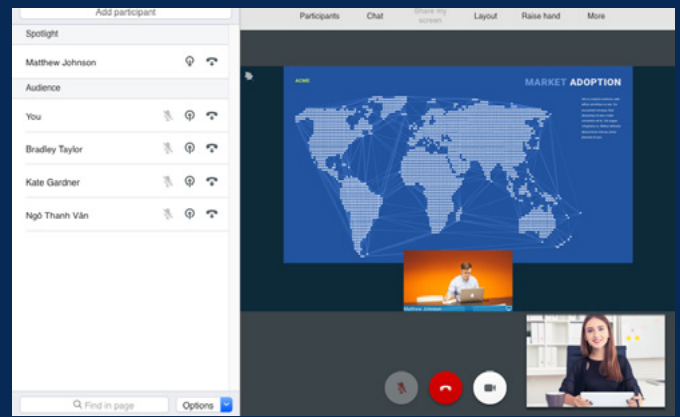 Add participant
Spotlight
Matthew Johnson
Audience
You
Bradley Taylor
Kate Gardner
Ngô Thanh Vân
Find in page
Options
Participants
Chat
Share my
screen
Layout
Raise hand
More
ACME
MARKET ADOPTION
Matthew Johnson